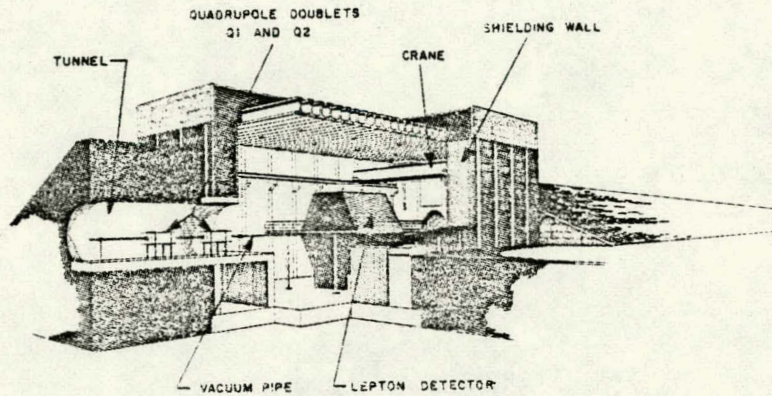 QUADRUPOLE DOUBLETS
Q1 AND Q2
SHIELDING WALL
TUNNEL
CRANE
VACUUM PIPE
LEPTON DETECTOR